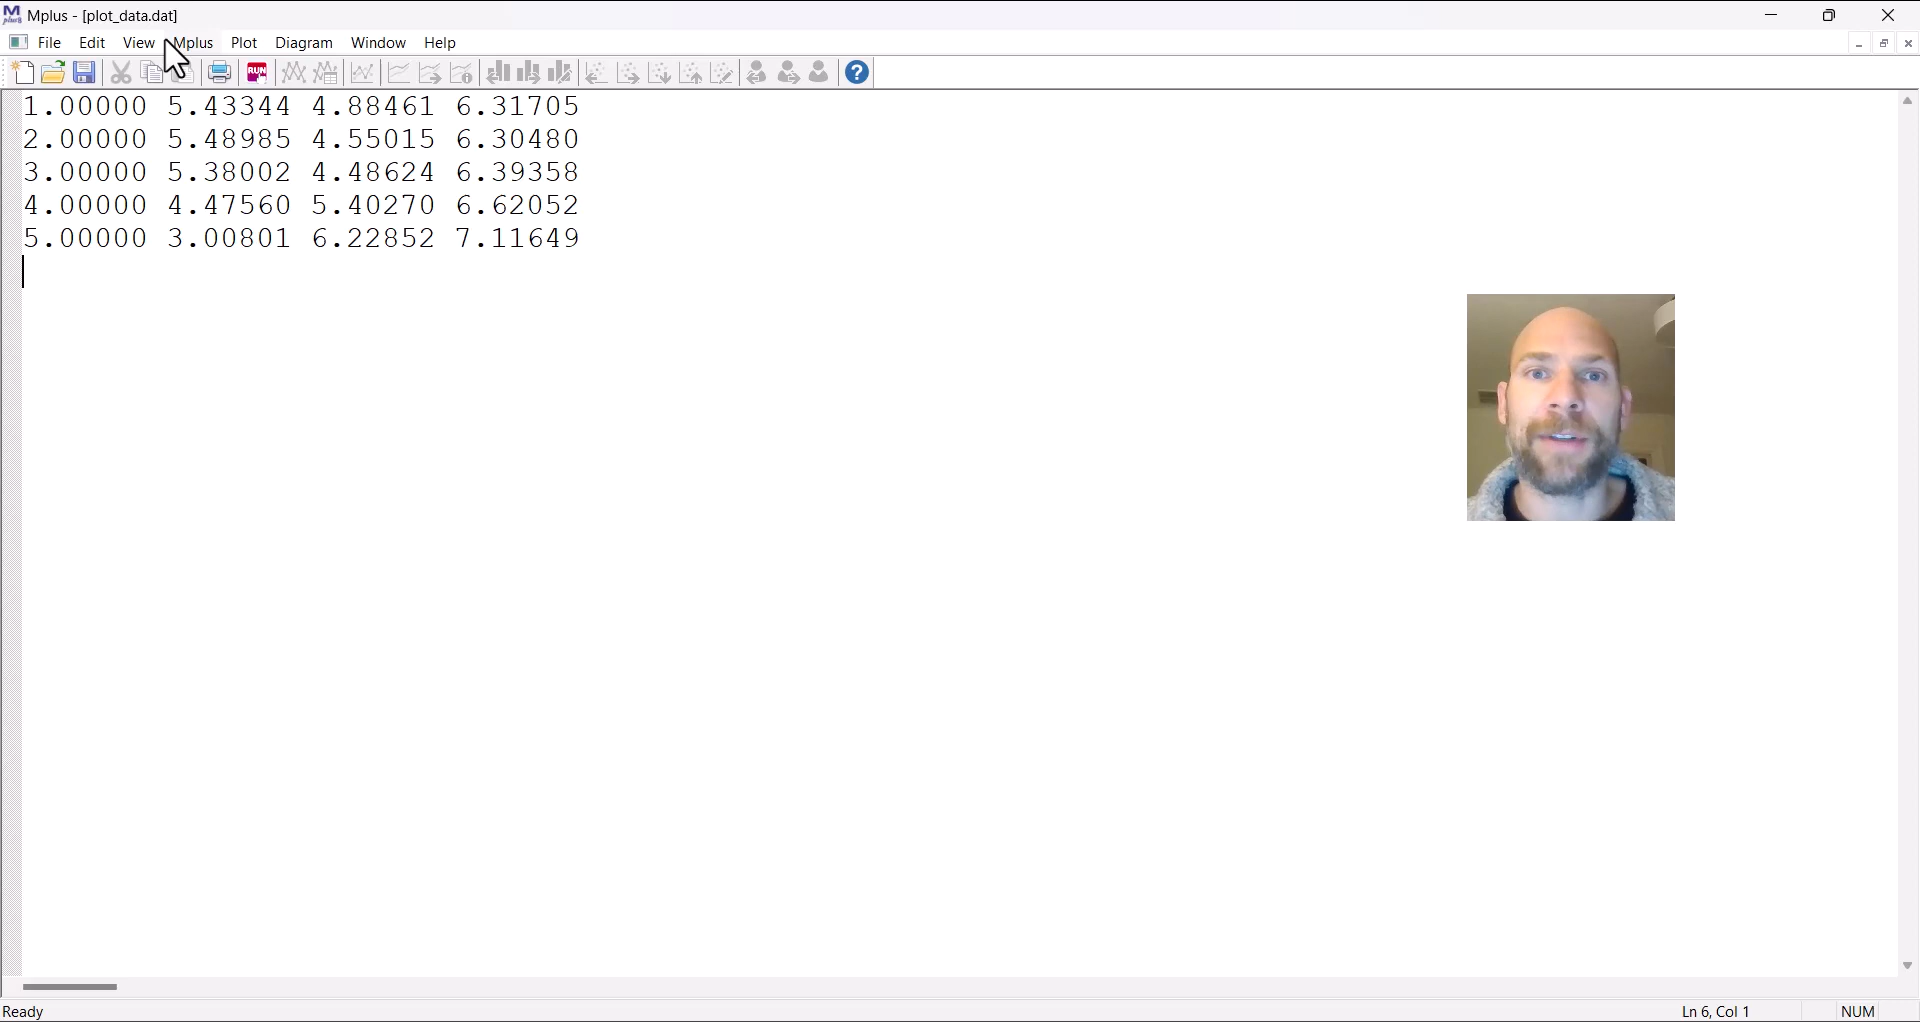 Mplus - [plot_data.dat]
File Edit View Mplus Plot Diagram Window Help
RUN
1.00000 5.43344 4.88461 6.31705
2.00000 5.48985 4.55015 6.30480
3.00000 5.38002 4.48624 6.39358
4.00000 4.47560 5.40270 6.62052
5.00000 3.00801 6.22852 7.11649
Ready Ln 6, Col 1 NUM